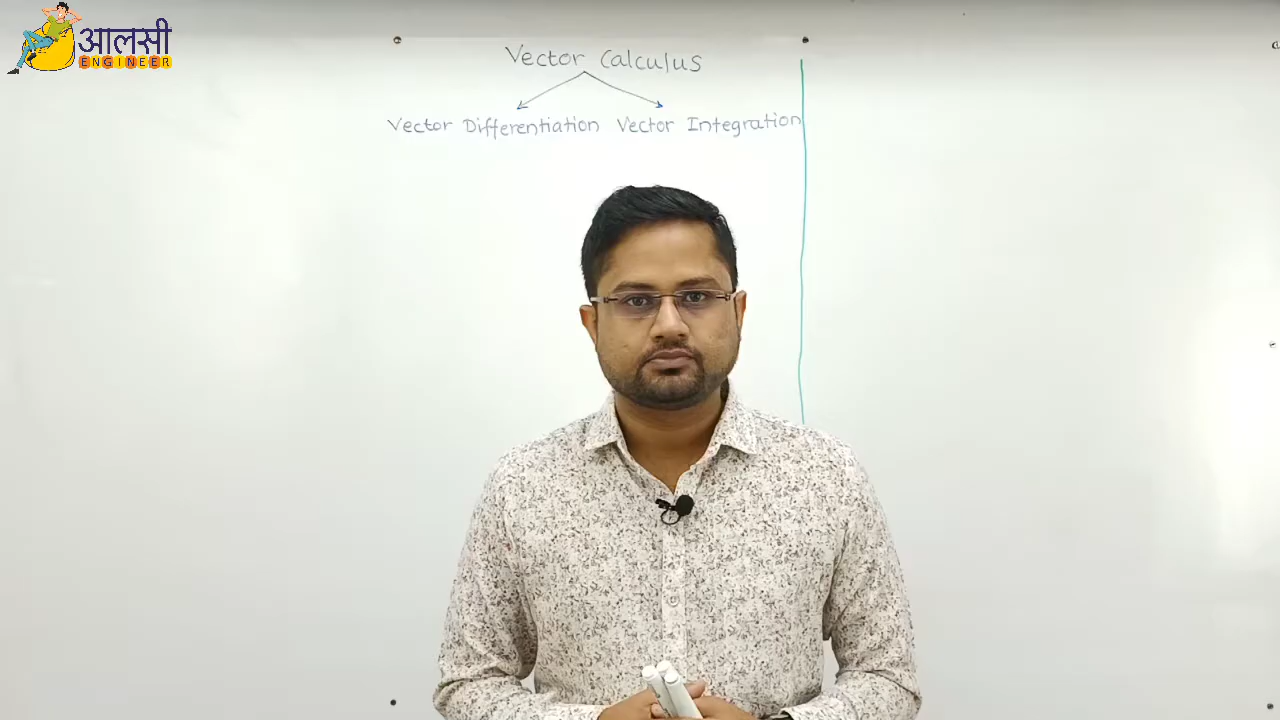 आलसी
ENGINEER
Vector Calculus
Vector Differentiation Vector Integration